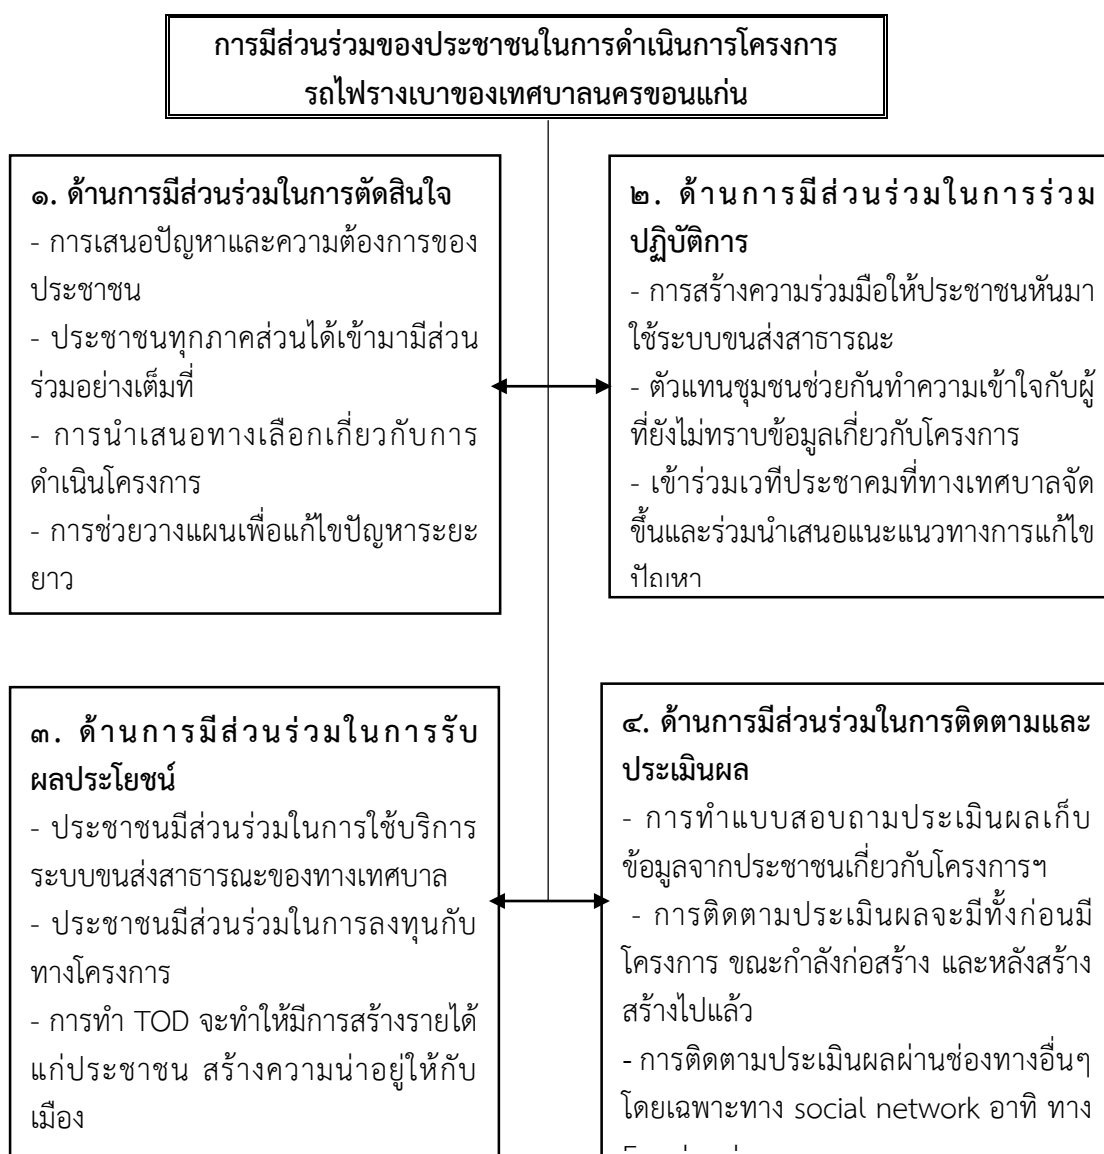 การมีส่วนร่วมของประชาชนในการดำเนินการโครงการ
รถไฟรางเบาของเทศบาลนครขอนแก่น
๑. ด้านการมีส่วนร่วมในการตัดสินใจ
- การเสนอปัญหาและความต้องการของ
ประชาชน
- ประชาชนทุกภาคส่วนได้เข้ามามีส่วน
ร่วมอย่างเต็มที่
- การนำเสนอทางเลือกเกี่ยวกับการ
ดำเนินโครงการ
- การช่วยวางแผนเพื่อแก้ไขปัญหาระยะ
ยาว
๒. ด้านการมีส่วนร่วมในการร่วม
ปฏิบัติการ
- การสร้างความร่วมมือให้ประชาชนหันมา
ใช้ระบบขนส่งสาธารณะ
- ตัวแทนชุมชนช่วยกันทำความเข้าใจกับผู้
ที่ยังไม่ทราบข้อมูลเกี่ยวกับโครงการ
- เข้าร่วมเวทีประชาคมที่ทางเทศบาลจัด
ขึ้นและร่วมนำเสนอแนะแนวทางการแก้ไข
ปัญหา
๓. ด้านการมีส่วนร่วมในการรับ
ผลประโยชน์
- ประชาชนมีส่วนร่วมในการใช้บริการ
ระบบขนส่งสาธารณะของทางเทศบาล
- ประชาชนมีส่วนร่วมในการลงทุนกับ
ทางโครงการ
- การทำ TOD จะทำให้มีการสร้างรายได้
แก่ประชาชน สร้างความน่าอยู่ให้กับ
เมือง
๔. ด้านการมีส่วนร่วมในการติดตามและ
ประเมินผล
- การทำแบบสอบถามประเมินผลเก็บ
ข้อมูลจากประชาชนเกี่ยวกับโครงการฯ
- การติดตามประเมินผลจะมีทั้งก่อนมี
โครงการ ขณะกำลังก่อสร้าง และหลังสร้าง
สร้างไปแล้ว
- การติดตามประเมินผลผ่านช่องทางอื่นๆ
โดยเฉพาะทาง social network อาทิ ทาง